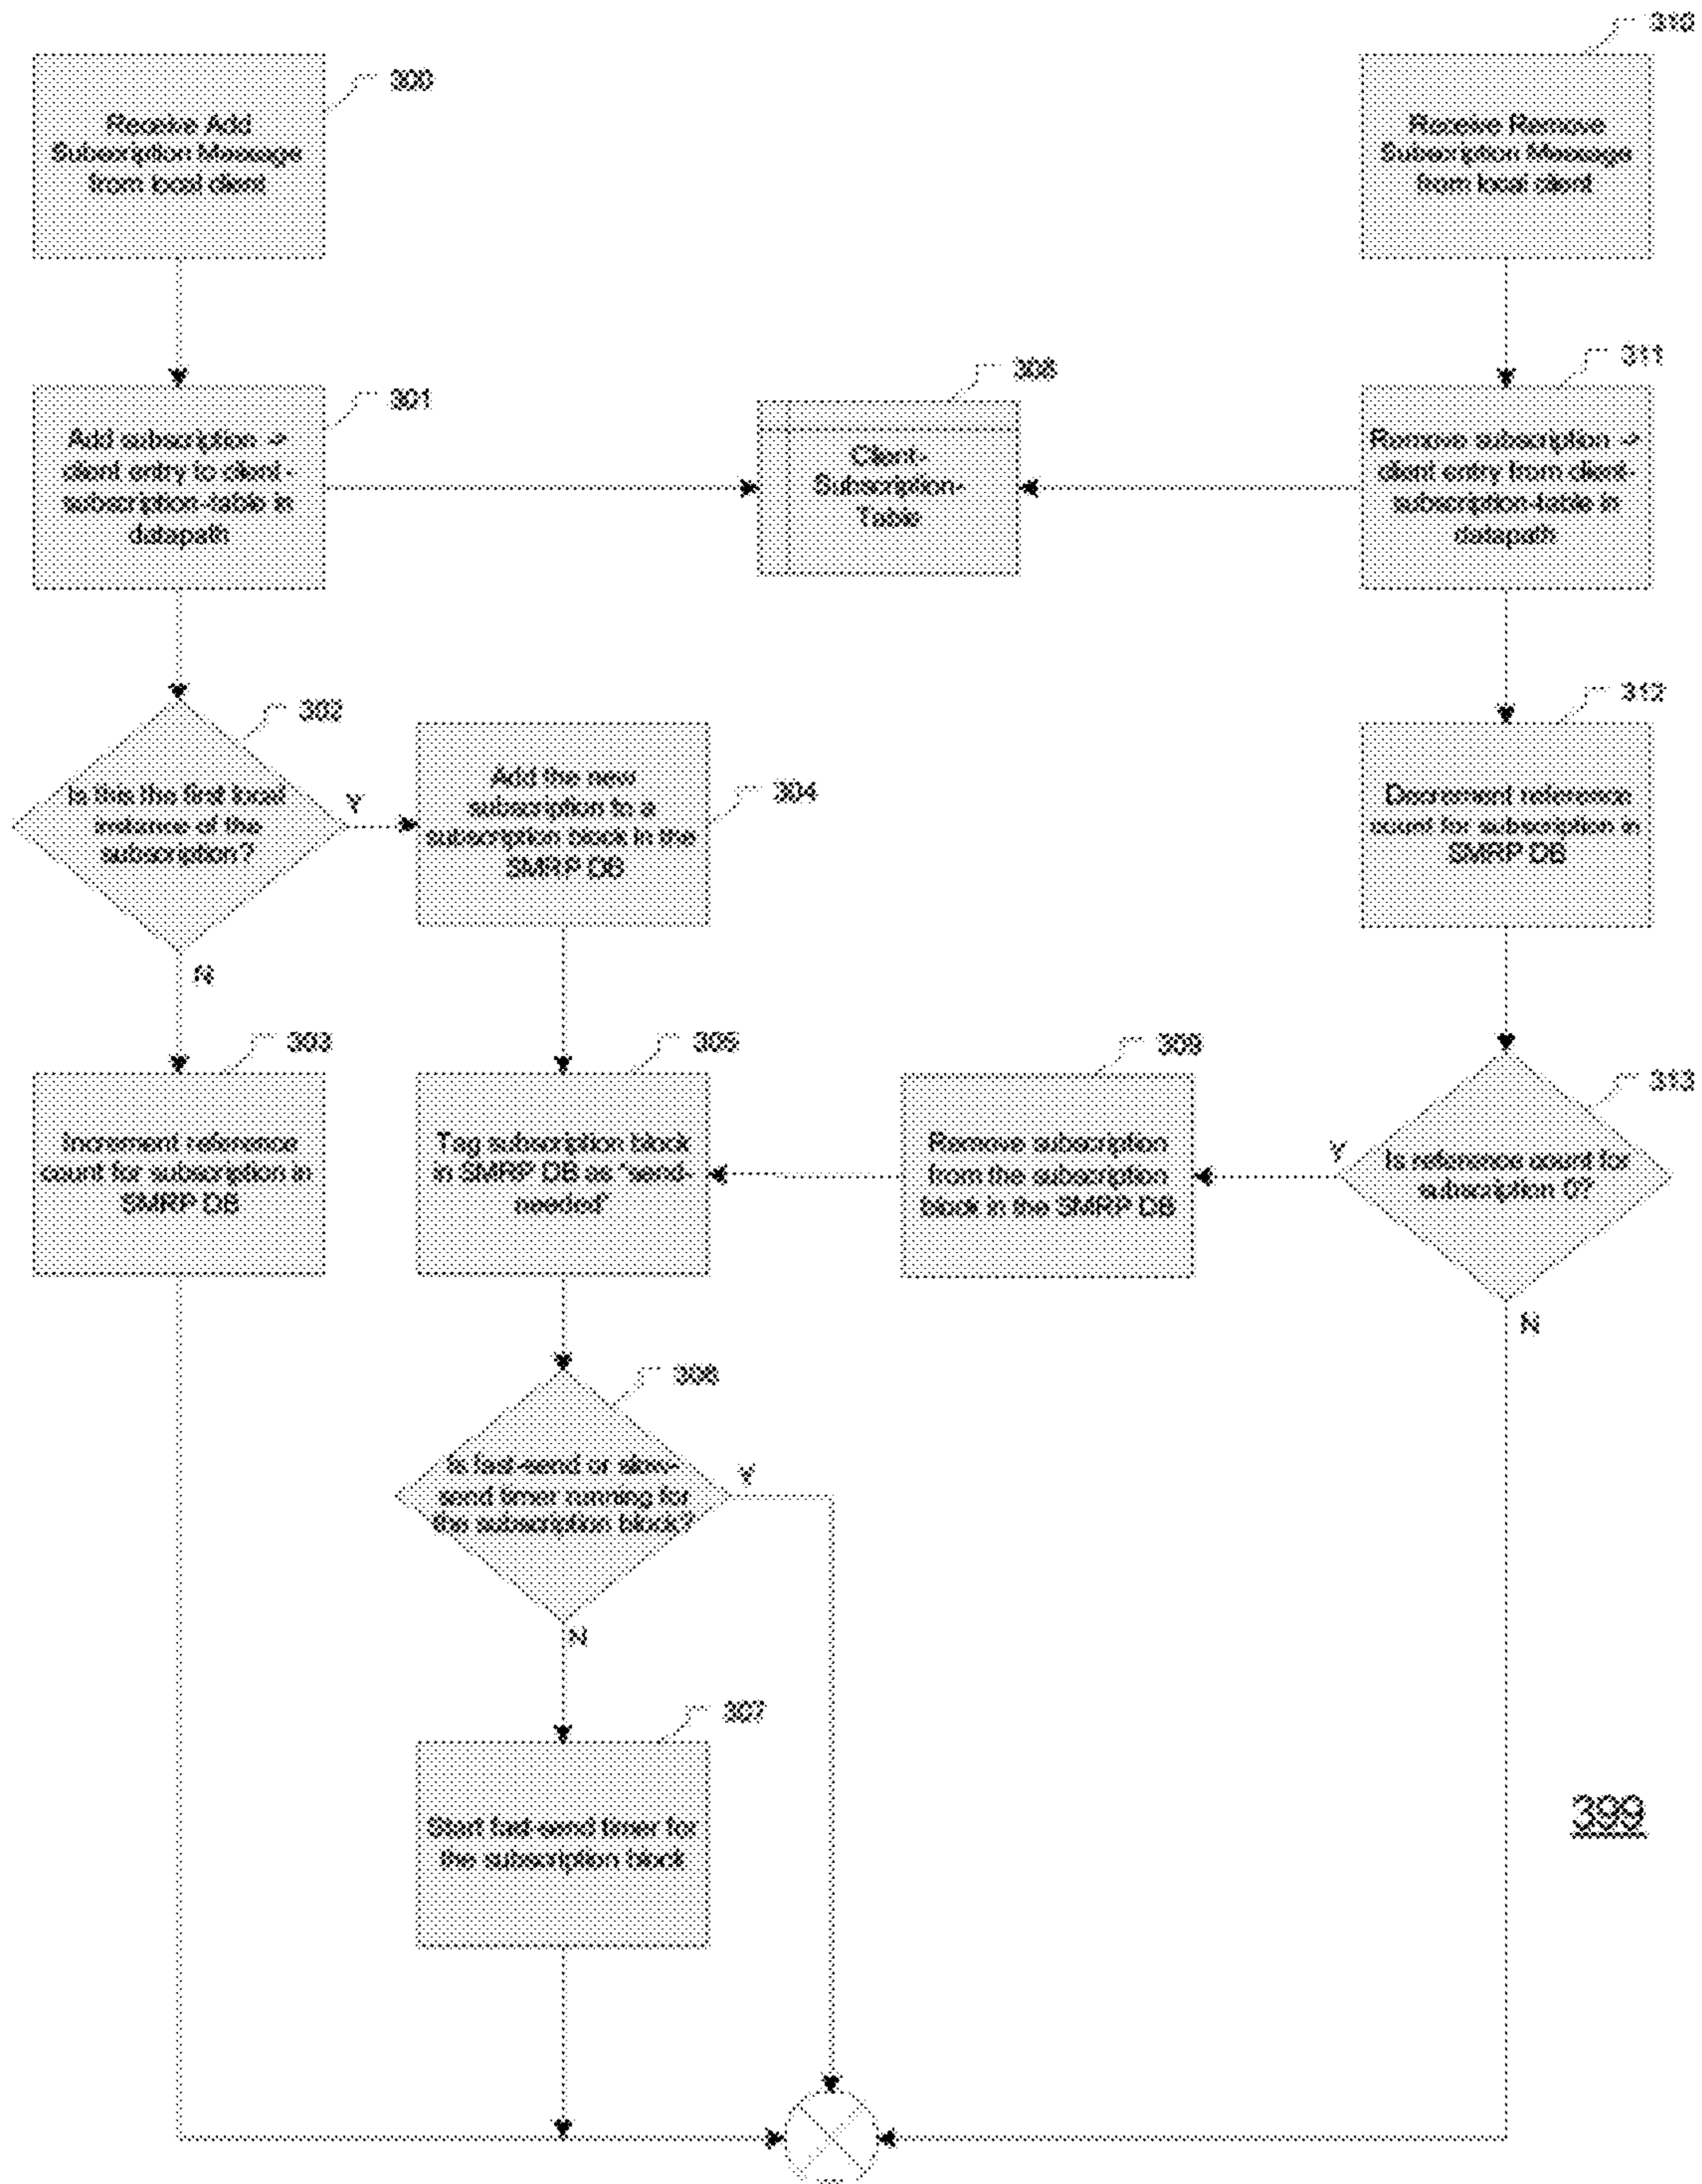 300
Receive Add
Subscription Message
from local client
310
Receive Remove
Subscription Message
from local client
301
Add subscription ->
client entry to client-
subscription-table in
datapath
308
Client-
Subscription-
Table
311
Remove subscription ->
client entry from client-
subscription-table in
datapath
302
Is this the first local
instance of the
subscription?
Y
N
304
Add the new
subscription to a
subscription block in the
SMRP DB
312
Decrement reference
count for subscription in
SMRP DB
303
Increment reference
count for subscription in
SMRP DB
305
Tag subscription block
in SMRP DB as "send-
needed"
309
Remove subscription
from the subscription
block in the SMRP DB
313
Is reference count for
subscription 0?
Y
N
306
Is fast-send or slow-
send timer running for
the subscription block?
Y
N
307
Start fast-send timer for
the subscription block
399